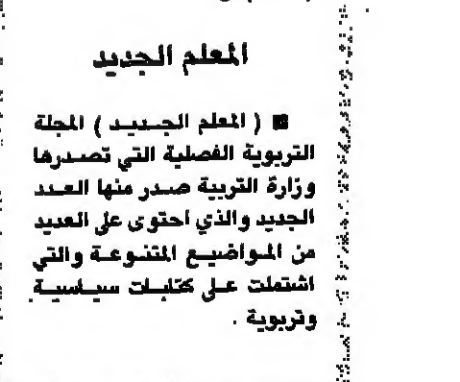 المعلم الجديد
( المعلم الجديد ) المجلة
التربوية الفصلية التي تصدرها
وزارة التربية صدر منها العدد
الجديد والذي احتوى على العديد
من المواضيع المتنوعة والتي
اشتملت على كتابات سياسية
وتربوية .